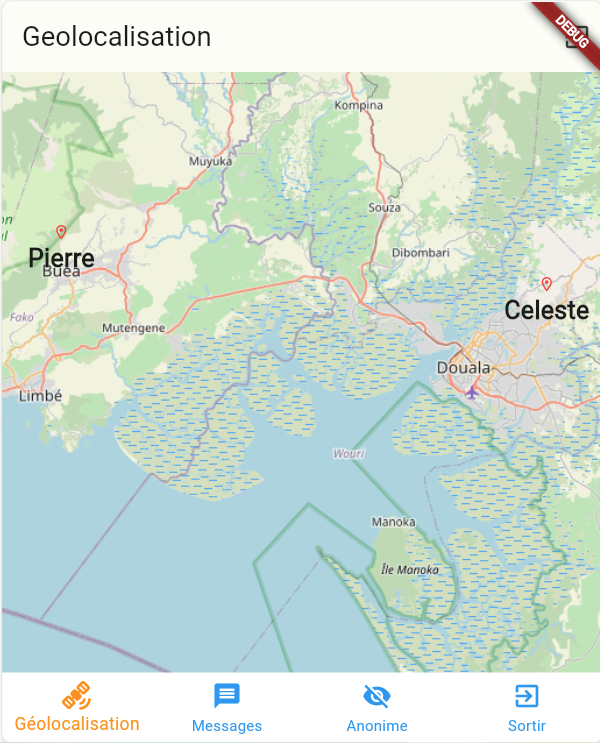 Geolocalisation
DEBUG
Kompina
Muyuka
Souza
Pierre
Buea
Dibombari
Celeste
Fako
Mutengene
Douala
Limbé
Wouri
Manoka
Île Manoka
Géolocalisation
Messages
Anonime
Sortir